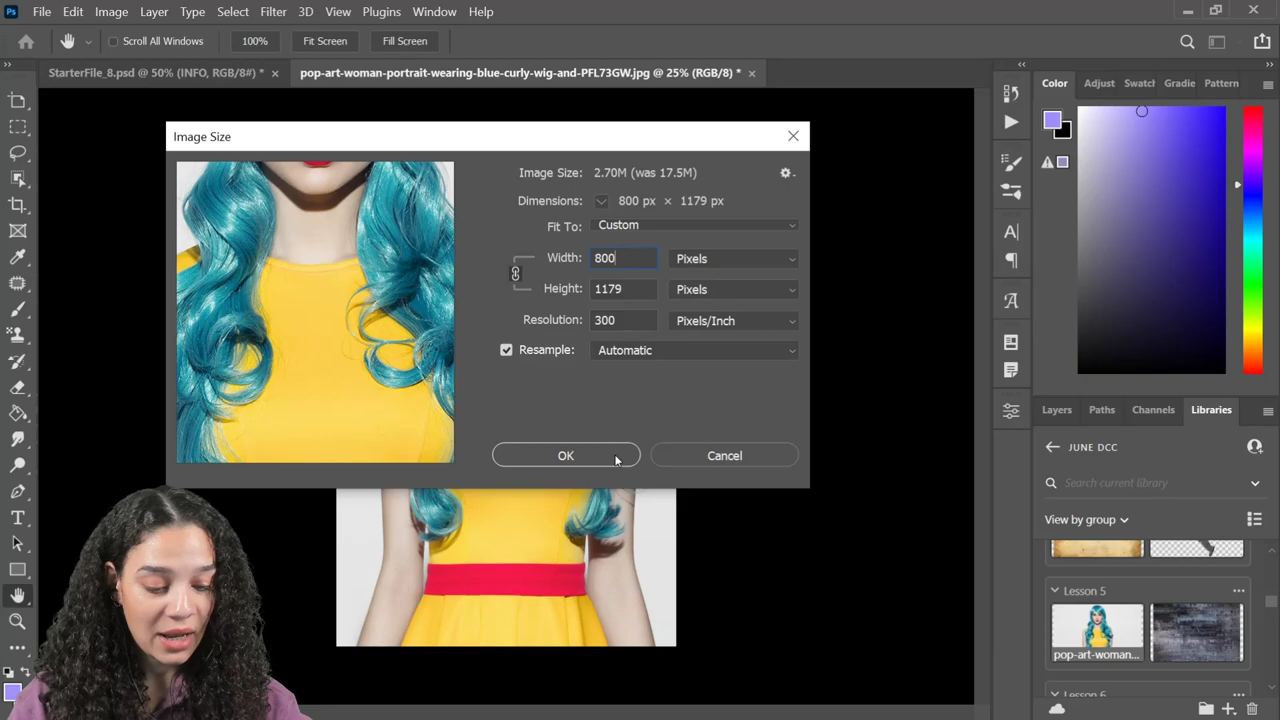 Ps File Edit Image Layer Type Select Filter 3D View Plugins Window Help
Scroll All Windows 100% Fit Screen Fill Screen
StarterFile_8.psd @ 50% (INFO, RGB/8#) * × pop-art-woman-portrait-wearing-blue-curly-wig-and-PFL73GW.jpg @ 25% (RGB/8) * ×
Color Adjust Swatch Gradie Pattern
Image Size
Image Size: 2.70M (was 17.5M)
Dimensions: 800 px × 1179 px
Fit To: Custom
Width: 800 Pixels
Height: 1179 Pixels
Resolution: 300 Pixels/Inch
Resample: Automatic
OK Cancel
Layers Paths Channels Libraries
JUNE DCC
Search current library
View by group
Lesson 5
pop-art-woman...
Lesson 6